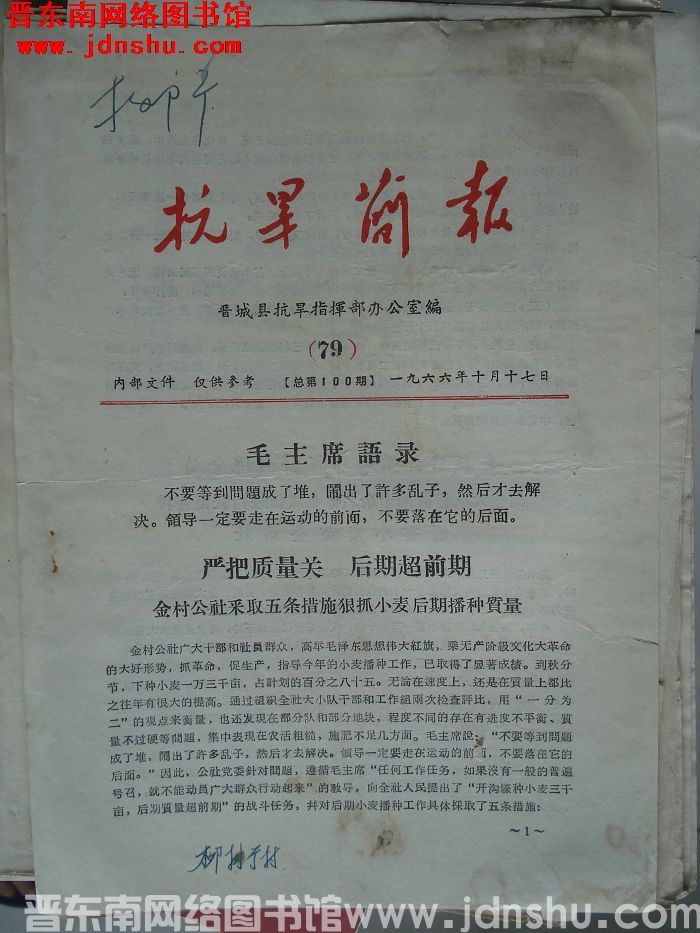 晋东南网络图书馆
www.jdnshu.com
抗旱简报
晋城县抗旱指揮部办公室編
(79)
内部文件 仅供参考 【总第100期】 一九六六年十月十七日
毛主席語录
不要等到問題成了堆，鬧出了許多乱子，然后才去解
决。領导一定要走在运动的前面，不要落在它的后面。
严把质量关 后期超前期
金村公社采取五条措施狠抓小麦后期播种質量
金村公社广大干部和社員群众，高举毛泽东思想伟大紅旗，乘无产阶級文化大革命
的大好形势，抓革命，促生产，指导今年的小麦播种工作，已取得了显著成績。到秋分
节，下种小麦一万三千亩，占計划的百分之八十五。无論在速度上，还是在質量上都比
之往年有很大的提高。通过組織全社大小队干部和工作組兩次检查評比，用“一分为
二”的观点来衡量，也还发现在部分队和部分地块，程度不同的存在有进度不平衡、質
量不过硬等問題，集中表現在农活粗糙，施肥不足几方面。毛主席說：“不要等到問題
成了堆，鬧出了許多乱子，然后才去解决。領导一定要走在运动的前面，不要落在它的
后面。”因此，公社党委針对問題，遵循毛主席“任何工作任务，如果沒有一般的普遍
号召，就不能动員广大群众行动起来”的教导，向全社人民提出了“开沟壕种小麦三千
亩，后期質量超前期”的战斗任务，幷对后期小麦播种工作具体採取了五条措施：
～1～
晋东南网络图书馆 www.jdnshu.com